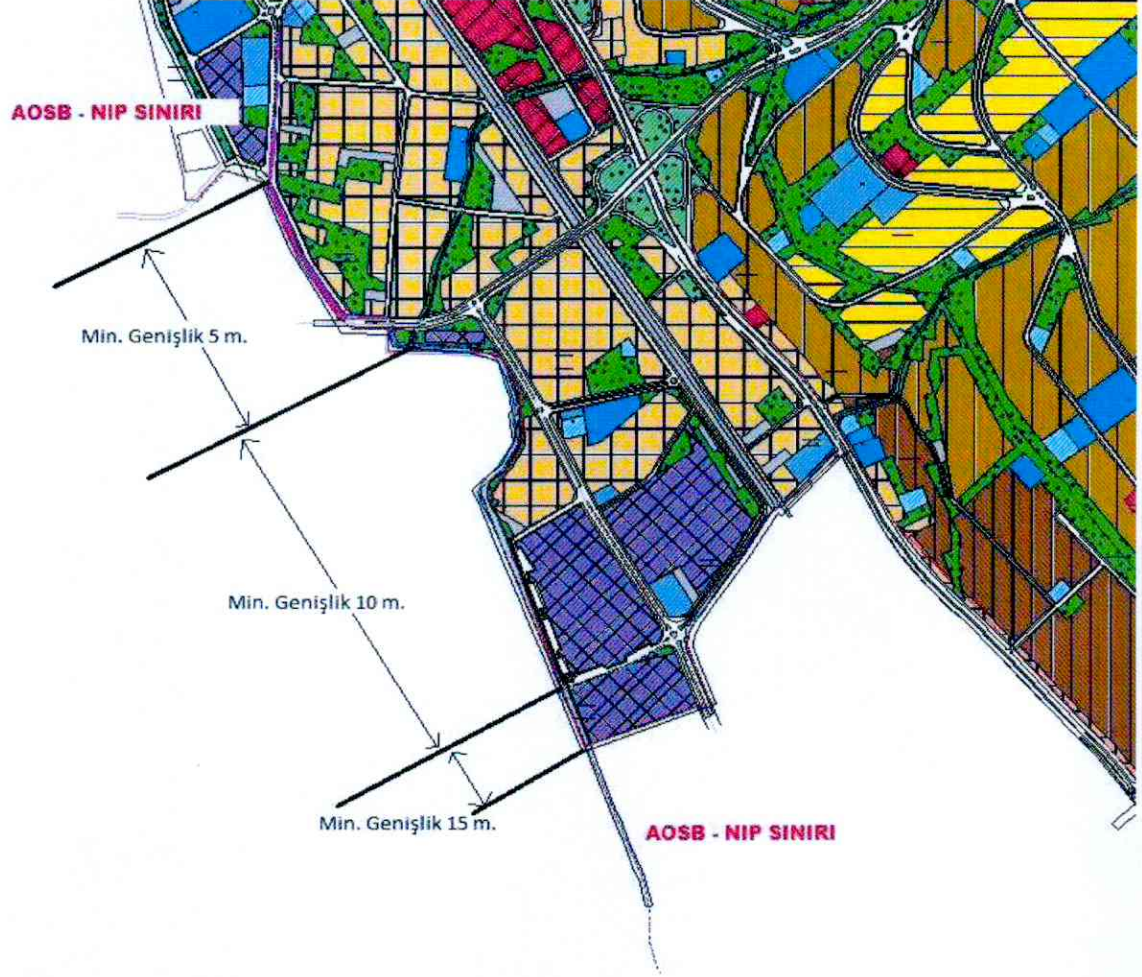 AOSB - NIP SINIRI
Min. Genişlik 5 m.
Min. Genişlik 10 m.
Min. Genişlik 15 m.
AOSB - NIP SINIRI